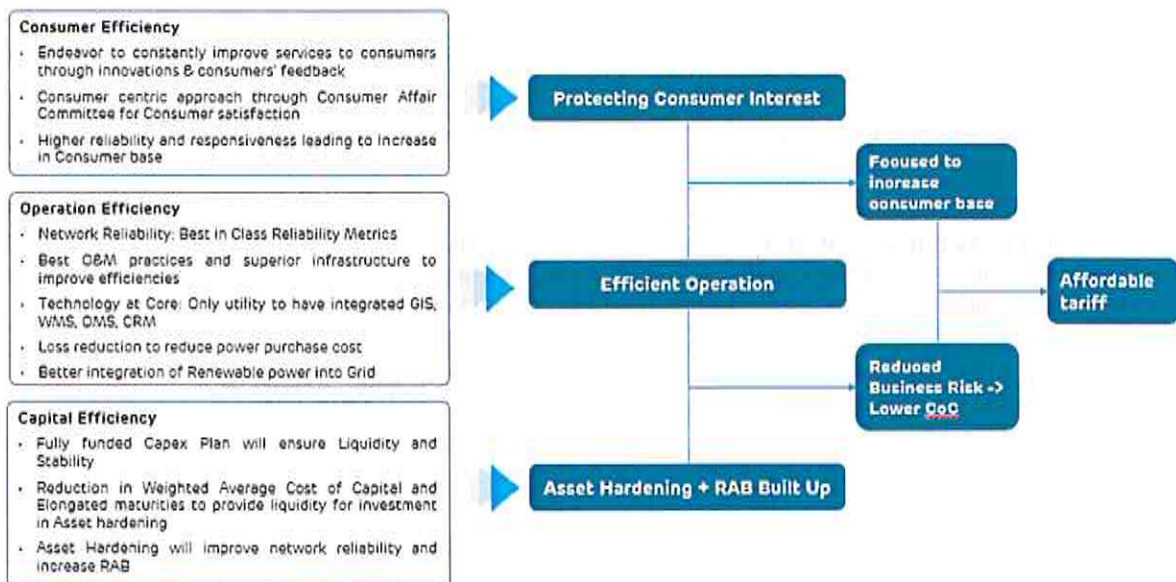 Consumer Efficiency
· Endeavor to constantly improve services to consumers
through innovations & consumers' feedback
· Consumer centric approach through Consumer Affair
Committee for Consumer satisfaction
· Higher reliability and responsiveness leading to Increase
in Consumer base
Operation Efficiency
· Network Reliability: Best in Class Reliability Metrics
· Best O&M practices and superior infrastructure to
improve efficiencies
· Technology at Core: Only utility to have integrated GIS,
WMS, OMS, CRM
· Loss reduction to reduce power purchase cost
· Better integration of Renewable power into Grid
Capital Efficiency
· Fully funded Capex Plan will ensure Liquidity and
Stability
· Reduction in Weighted Average Cost of Capital and
Elongated maturities to provide liquidity for investment
in Asset hardening
· Asset Hardening will improve network reliability and
increase RAB
Protecting Consumer Interest
Efficient Operation
Asset Hardening + RAB Built Up
Focused to
increase
consumer base
Reduced
Business Risk ->
Lower CoC
Affordable
tariff